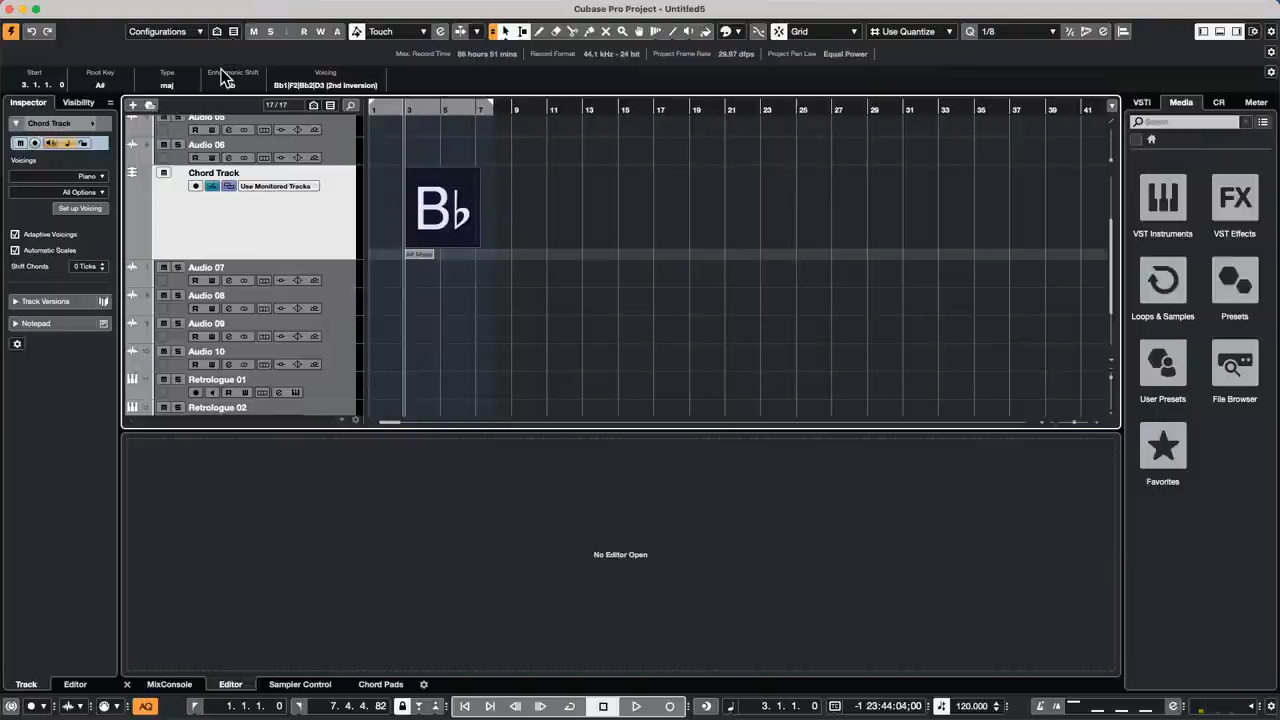 Cubase Pro Project - Untitled5
Configurations
M S L R W A
Touch
Grid
Use Quantize
1/8
Max. Record Time 88 hours 51 mins
Record Format 44.1 kHz - 24 bit
Project Frame Rate 29.97 dfps
Project Pan Law Equal Power
Start Root Key Type Voicing
3. 1. 1. 0 A# maj Bb1|F2|Bb2|D3 (2nd Inversion)
Inspector Visibility
17 / 17
1 3 5 7 9 11 13 15 17 19 21 23 25 27 29 31 33 35 37 39 41
VSTi Media CR Meter
Search
Chord Track
Voicings
Piano
All Options
Set up Voicing
Adaptive Voicings
Automatic Scales
Shift Chords 0 Ticks
Track Versions
Notepad
Audio 05
Audio 06
Chord Track
Use Monitored Tracks
B♭
Audio 07
Audio 08
Audio 09
Audio 10
Retrologue 01
Retrologue 02
VST Instruments
VST Effects
Loops & Samples
Presets
User Presets
File Browser
Favorites
No Editor Open
Track Editor
MixConsole Editor Sampler Control Chord Pads
AQ
1. 1. 1. 0
7. 4. 4. 82
3. 1. 1. 0
-1 23:44:04;00
120.000